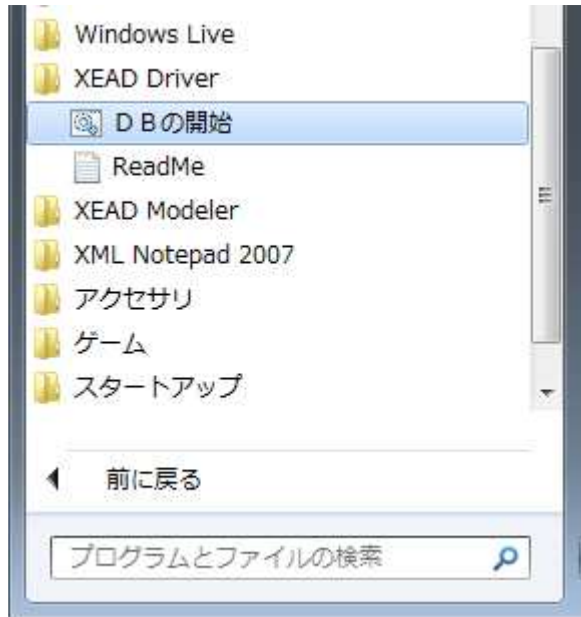 Windows Live
XEAD Driver
ＤＢの開始
ReadMe
XEAD Modeler
XML Notepad 2007
アクセサリ
ゲーム
スタートアップ
前に戻る
プログラムとファイルの検索